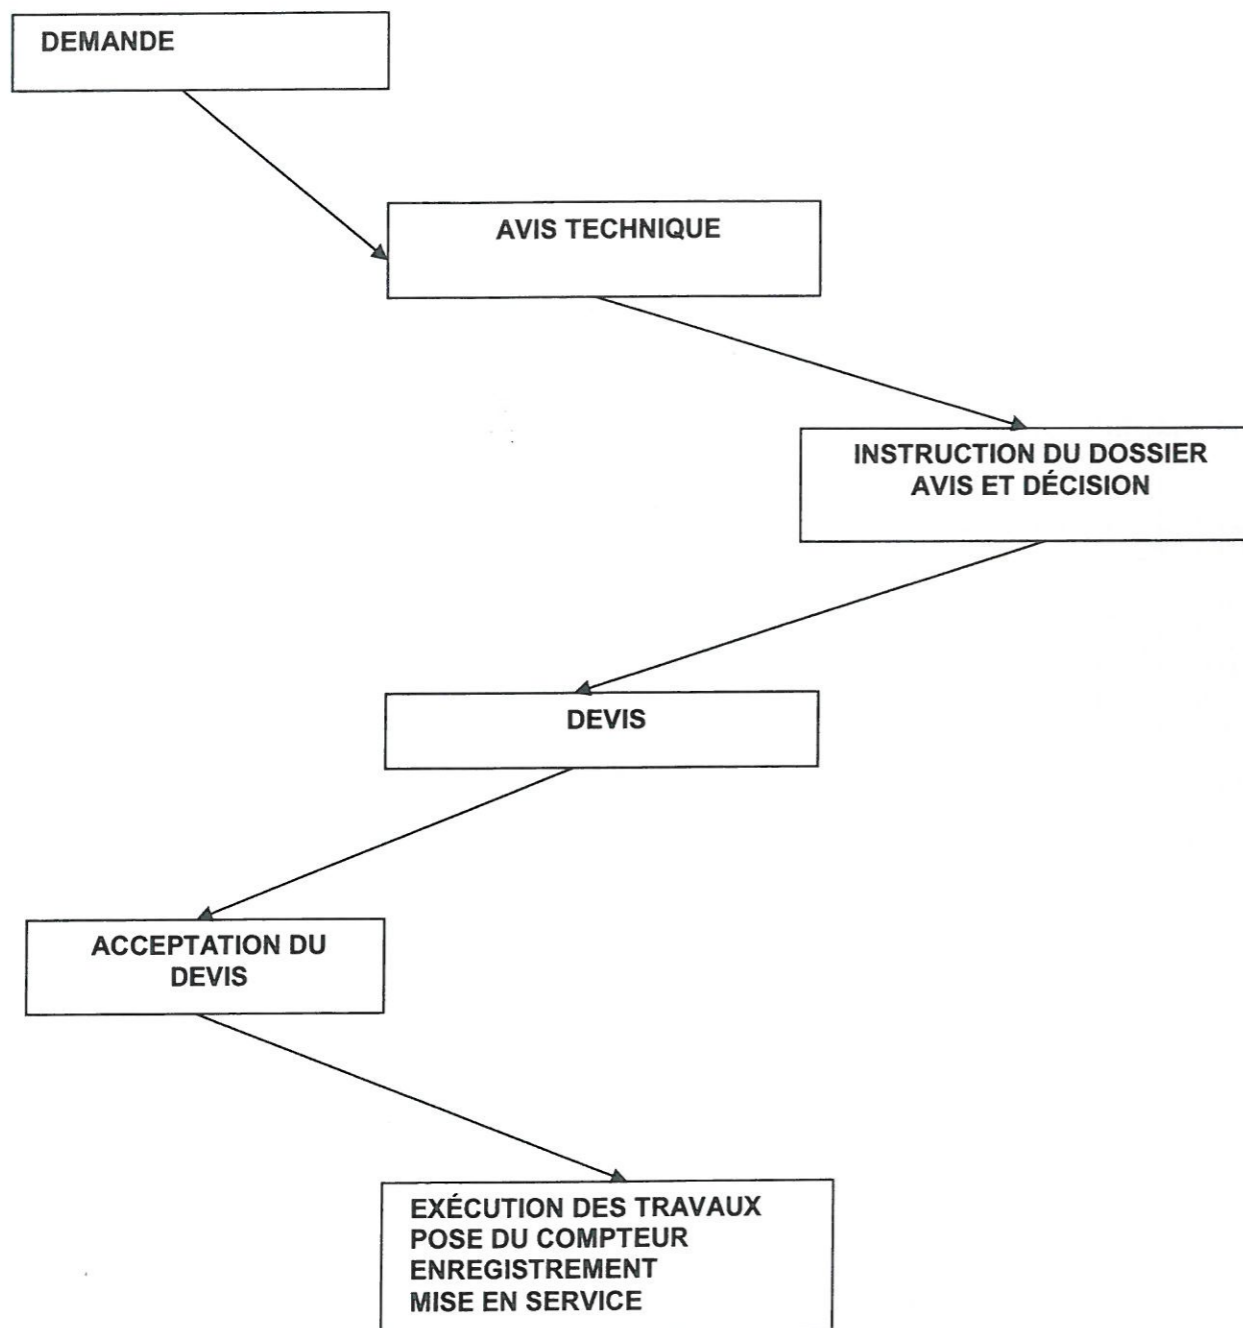 DEMANDE
AVIS TECHNIQUE
INSTRUCTION DU DOSSIER
AVIS ET DÉCISION
DEVIS
ACCEPTATION DU
DEVIS
EXÉCUTION DES TRAVAUX
POSE DU COMPTEUR
ENREGISTREMENT
MISE EN SERVICE